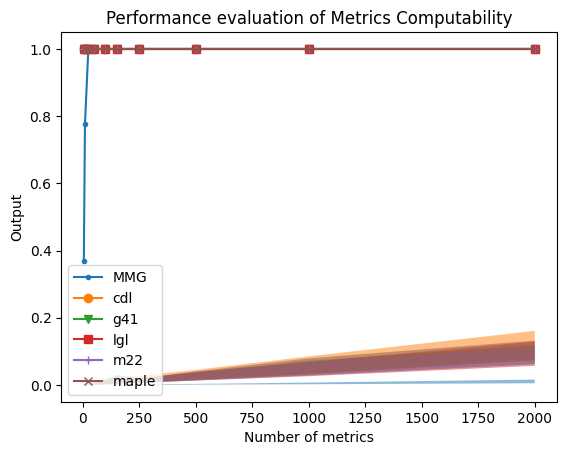 Performance evaluation of Metrics Computability
Output
1.0
0.8
0.6
0.4
0.2
0.0
MMG
cdl
g41
lgl
m22
maple
0 250 500 750 1000 1250 1500 1750 2000
Number of metrics